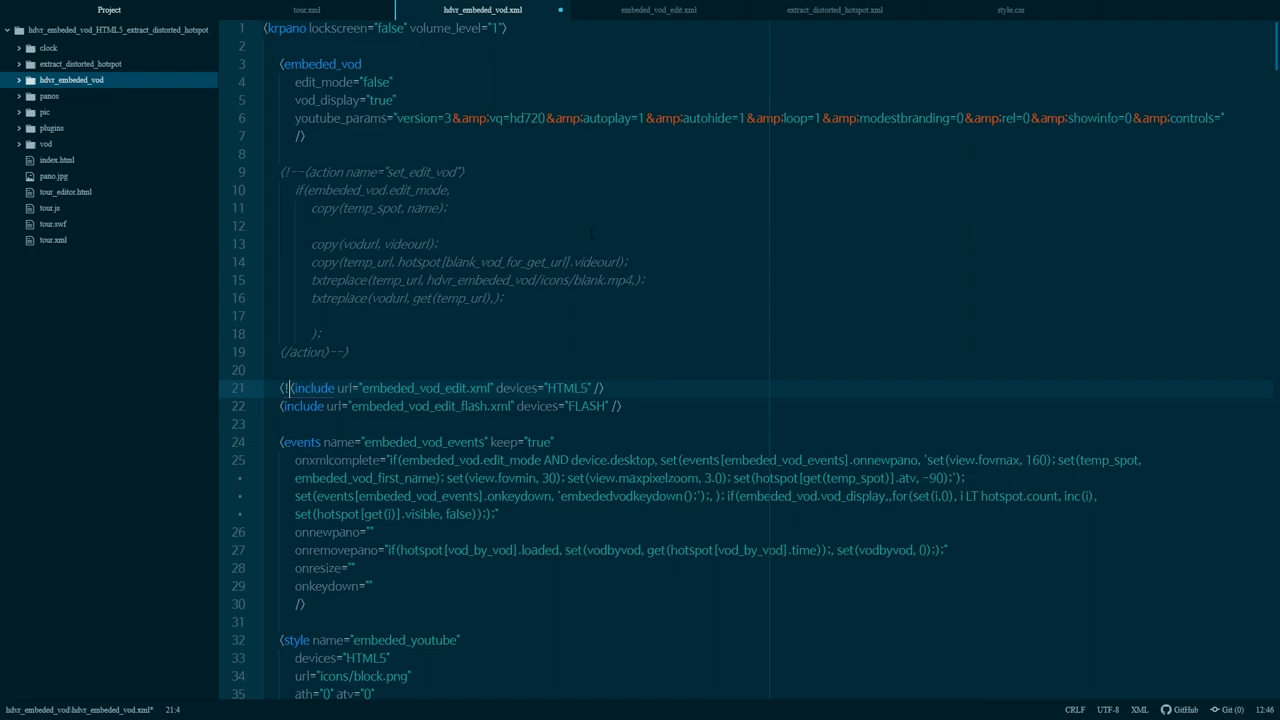 Project
tour.xml
hdvr_embeded_vod.xml
embeded_vod_edit.xml
extract_distorted_hotspot.xml
style.css
hdvr_embeded_vod_HTML5_extract_distorted_hotspot
clock
extract_distorted_hotspot
hdvr_embeded_vod
panos
pic
plugins
vod
index.html
pano.jpg
tour_editor.html
tour.js
tour.swf
tour.xml
1 <krpano lockscreen="false" volume_level="1">
2
3 <embeded_vod
4 edit_mode="false"
5 vod_display="true"
6 youtube_params="version=3&amp;vq=hd720&amp;autoplay=1&amp;autohide=1&amp;loop=1&amp;modestbranding=0&amp;rel=0&amp;showinfo=0&amp;controls="
7 />
8
9 <!--<action name="set_edit_vod">
10 if(embeded_vod.edit_mode,
11 copy(temp_spot, name);
12
13 copy(vodurl, videourl);
14 copy(temp_url, hotspot[blank_vod_for_get_url].videourl);
15 txtreplace(temp_url, hdvr_embeded_vod/icons/blank.mp4,);
16 txtreplace(vodurl, get(temp_url),);
17
18 );
19 </action>-->
20
21 <!<include url="embeded_vod_edit.xml" devices="HTML5" />
22 <include url="embeded_vod_edit_flash.xml" devices="FLASH" />
23
24 <events name="embeded_vod_events" keep="true"
25 onxmlcomplete="if(embeded_vod.edit_mode AND device.desktop, set(events[embeded_vod_events].onnewpano, 'set(view.fovmax, 160); set(temp_spot,
• embeded_vod_first_name); set(view.fovmin, 30); set(view.maxpixelzoom, 3.0); set(hotspot[get(temp_spot)].atv, -90);');
• set(events[embeded_vod_events].onkeydown, 'embededvodkeydown();');, ); if(embeded_vod.vod_display,,for(set(i,0), i LT hotspot.count, inc(i),
• set(hotspot[get(i)].visible, false)););"
26 onnewpano=""
27 onremovepano="if(hotspot[vod_by_vod].loaded, set(vodbyvod, get(hotspot[vod_by_vod].time));, set(vodbyvod, 0););"
28 onresize=""
29 onkeydown=""
30 />
31
32 <style name="embeded_youtube"
33 devices="HTML5"
34 url="icons/block.png"
35 ath="0" atv="0"
hdvr_embeded_vod\hdvr_embeded_vod.xml* 21:4
CRLF UTF-8 XML GitHub Git (0) 12:46